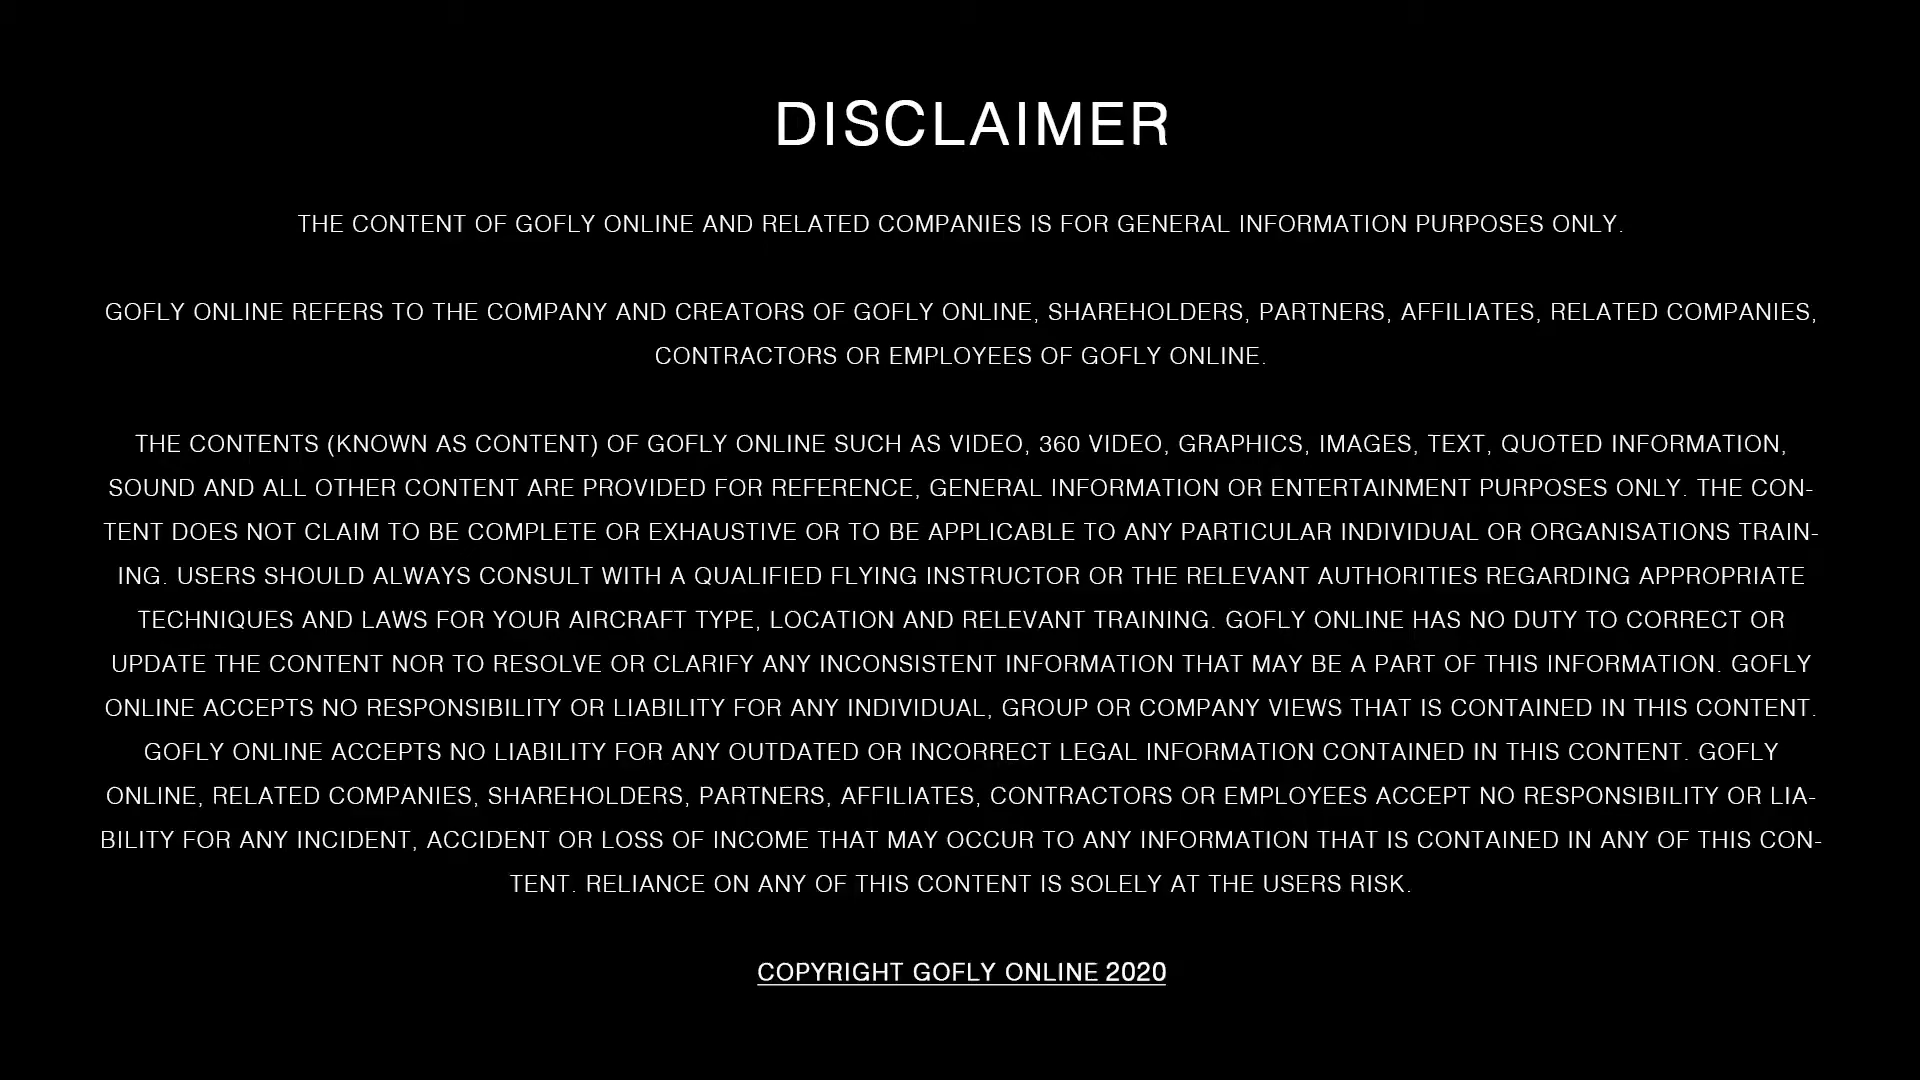 DISCLAIMER
THE CONTENT OF GOFLY ONLINE AND RELATED COMPANIES IS FOR GENERAL INFORMATION PURPOSES ONLY.
GOFLY ONLINE REFERS TO THE COMPANY AND CREATORS OF GOFLY ONLINE, SHAREHOLDERS, PARTNERS, AFFILIATES, RELATED COMPANIES,
CONTRACTORS OR EMPLOYEES OF GOFLY ONLINE.
THE CONTENTS (KNOWN AS CONTENT) OF GOFLY ONLINE SUCH AS VIDEO, 360 VIDEO, GRAPHICS, IMAGES, TEXT, QUOTED INFORMATION,
SOUND AND ALL OTHER CONTENT ARE PROVIDED FOR REFERENCE, GENERAL INFORMATION OR ENTERTAINMENT PURPOSES ONLY. THE CON-
TENT DOES NOT CLAIM TO BE COMPLETE OR EXHAUSTIVE OR TO BE APPLICABLE TO ANY PARTICULAR INDIVIDUAL OR ORGANISATIONS TRAIN-
ING. USERS SHOULD ALWAYS CONSULT WITH A QUALIFIED FLYING INSTRUCTOR OR THE RELEVANT AUTHORITIES REGARDING APPROPRIATE
TECHNIQUES AND LAWS FOR YOUR AIRCRAFT TYPE, LOCATION AND RELEVANT TRAINING. GOFLY ONLINE HAS NO DUTY TO CORRECT OR
UPDATE THE CONTENT NOR TO RESOLVE OR CLARIFY ANY INCONSISTENT INFORMATION THAT MAY BE A PART OF THIS INFORMATION. GOFLY
ONLINE ACCEPTS NO RESPONSIBILITY OR LIABILITY FOR ANY INDIVIDUAL, GROUP OR COMPANY VIEWS THAT IS CONTAINED IN THIS CONTENT.
GOFLY ONLINE ACCEPTS NO LIABILITY FOR ANY OUTDATED OR INCORRECT LEGAL INFORMATION CONTAINED IN THIS CONTENT. GOFLY
ONLINE, RELATED COMPANIES, SHAREHOLDERS, PARTNERS, AFFILIATES, CONTRACTORS OR EMPLOYEES ACCEPT NO RESPONSIBILITY OR LIA-
BILITY FOR ANY INCIDENT, ACCIDENT OR LOSS OF INCOME THAT MAY OCCUR TO ANY INFORMATION THAT IS CONTAINED IN ANY OF THIS CON-
TENT. RELIANCE ON ANY OF THIS CONTENT IS SOLELY AT THE USERS RISK.
COPYRIGHT GOFLY ONLINE 2020